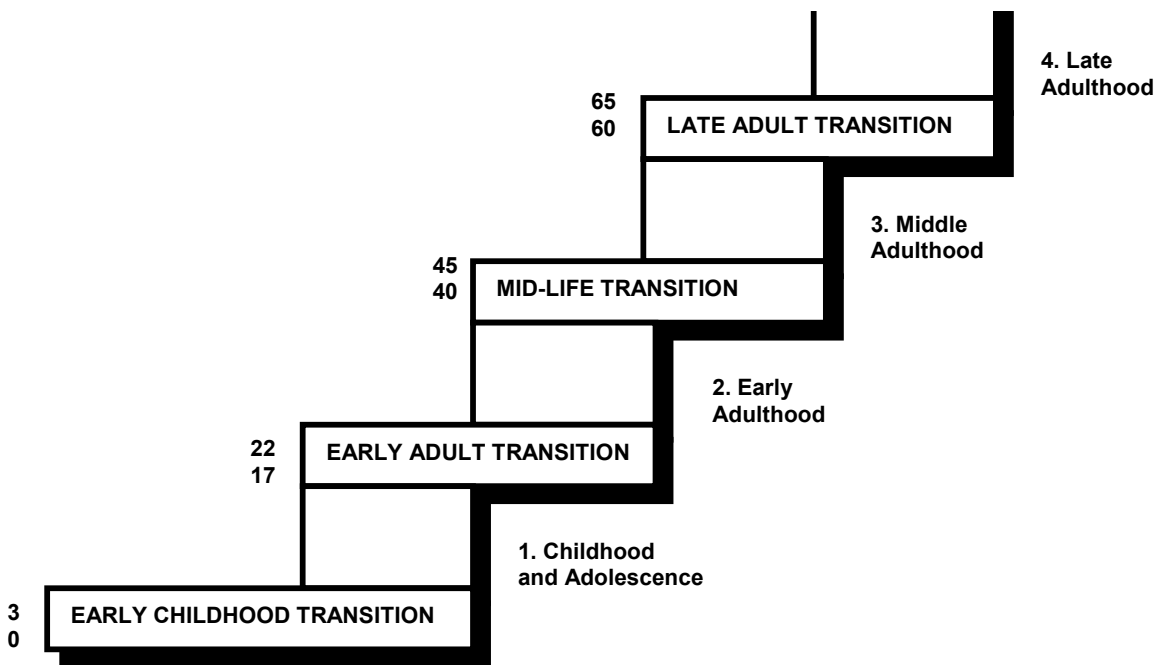 4. Late
Adulthood
65
60
LATE ADULT TRANSITION
3. Middle
Adulthood
45
40
MID-LIFE TRANSITION
2. Early
Adulthood
22
17
EARLY ADULT TRANSITION
1. Childhood
and Adolescence
3
0
EARLY CHILDHOOD TRANSITION